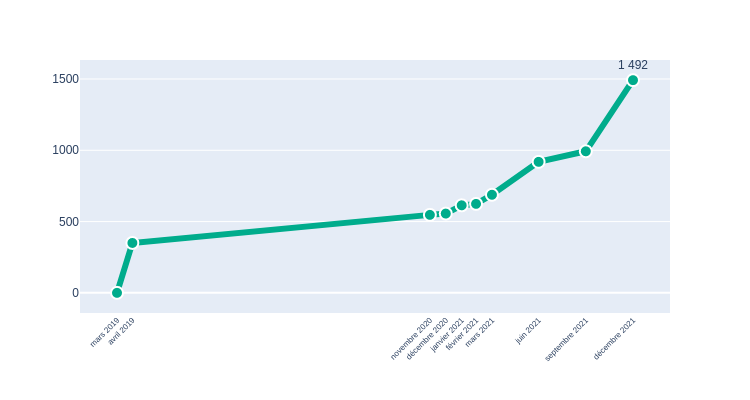 1 492
1500
1000
500
0
mars 2019
avril 2019
novembre 2020
décembre 2020
janvier 2021
février 2021
mars 2021
juin 2021
septembre 2021
décembre 2021